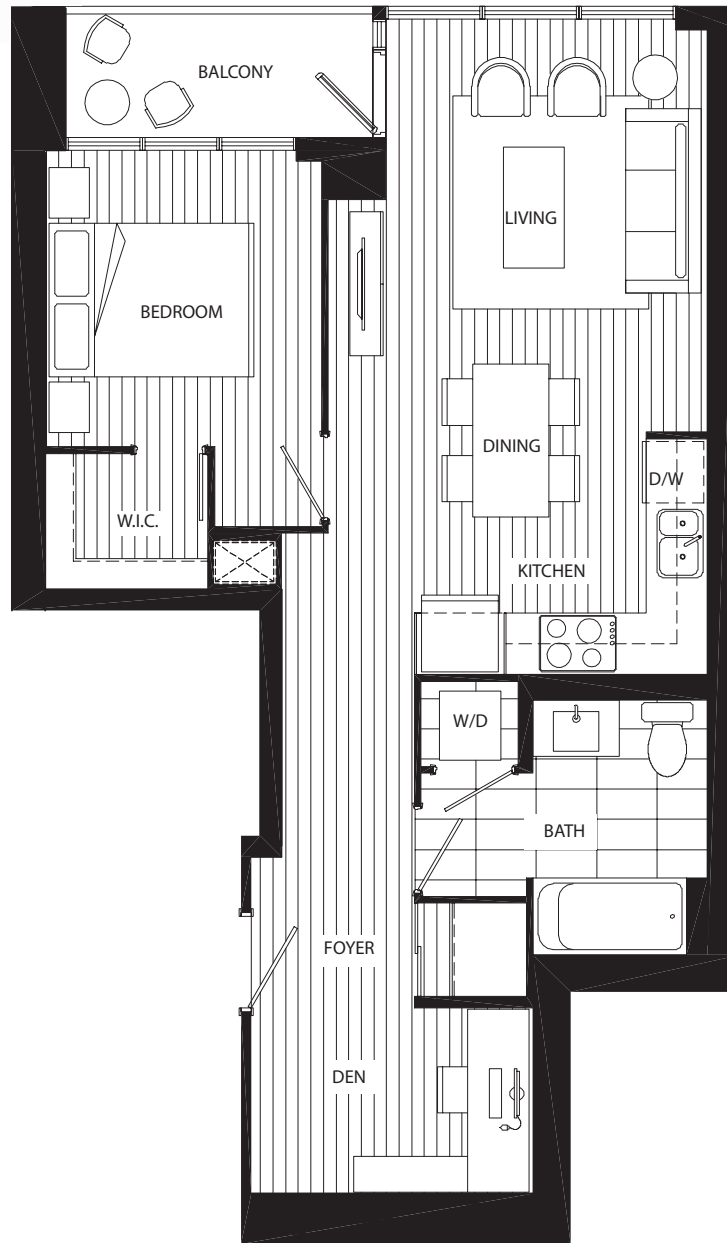 BALCONY
LIVING
BEDROOM
DINING
D/W
W.I.C.
KITCHEN
W/D
BATH
FOYER
DEN